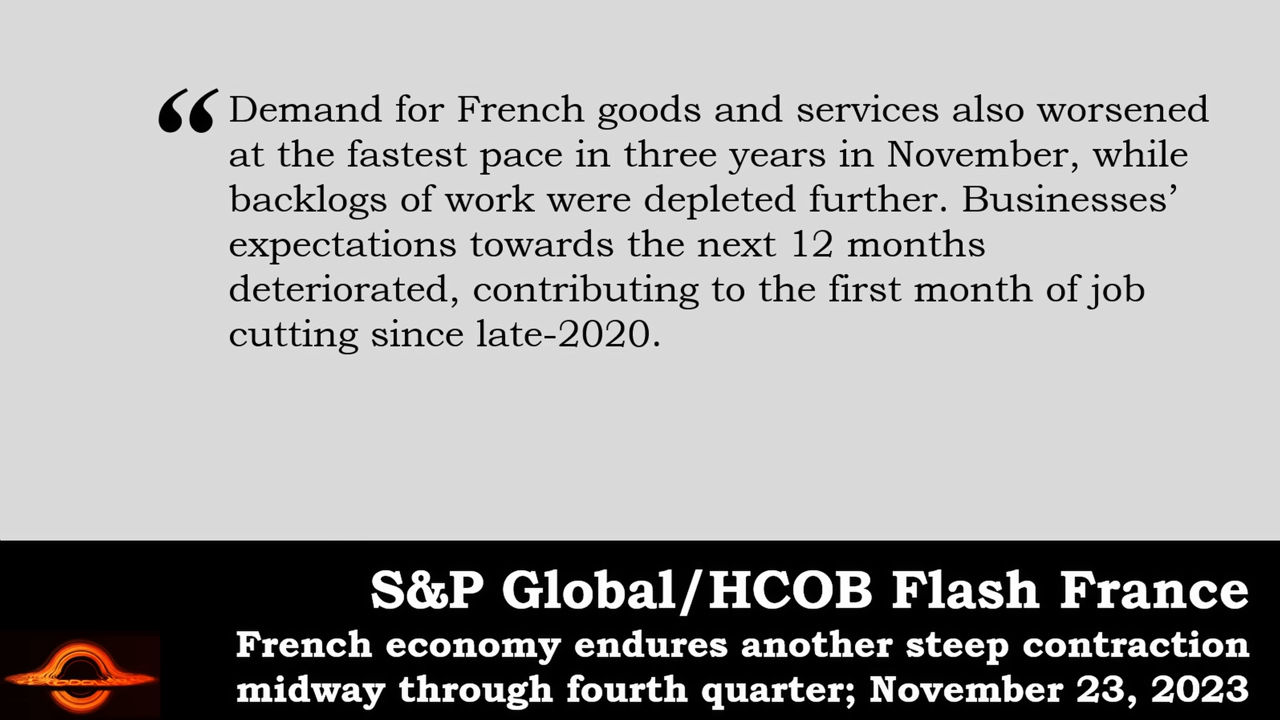 “Demand for French goods and services also worsened
at the fastest pace in three years in November, while
backlogs of work were depleted further. Businesses’
expectations towards the next 12 months
deteriorated, contributing to the first month of job
cutting since late-2020.
S&P Global/HCOB Flash France
French economy endures another steep contraction
midway through fourth quarter; November 23, 2023